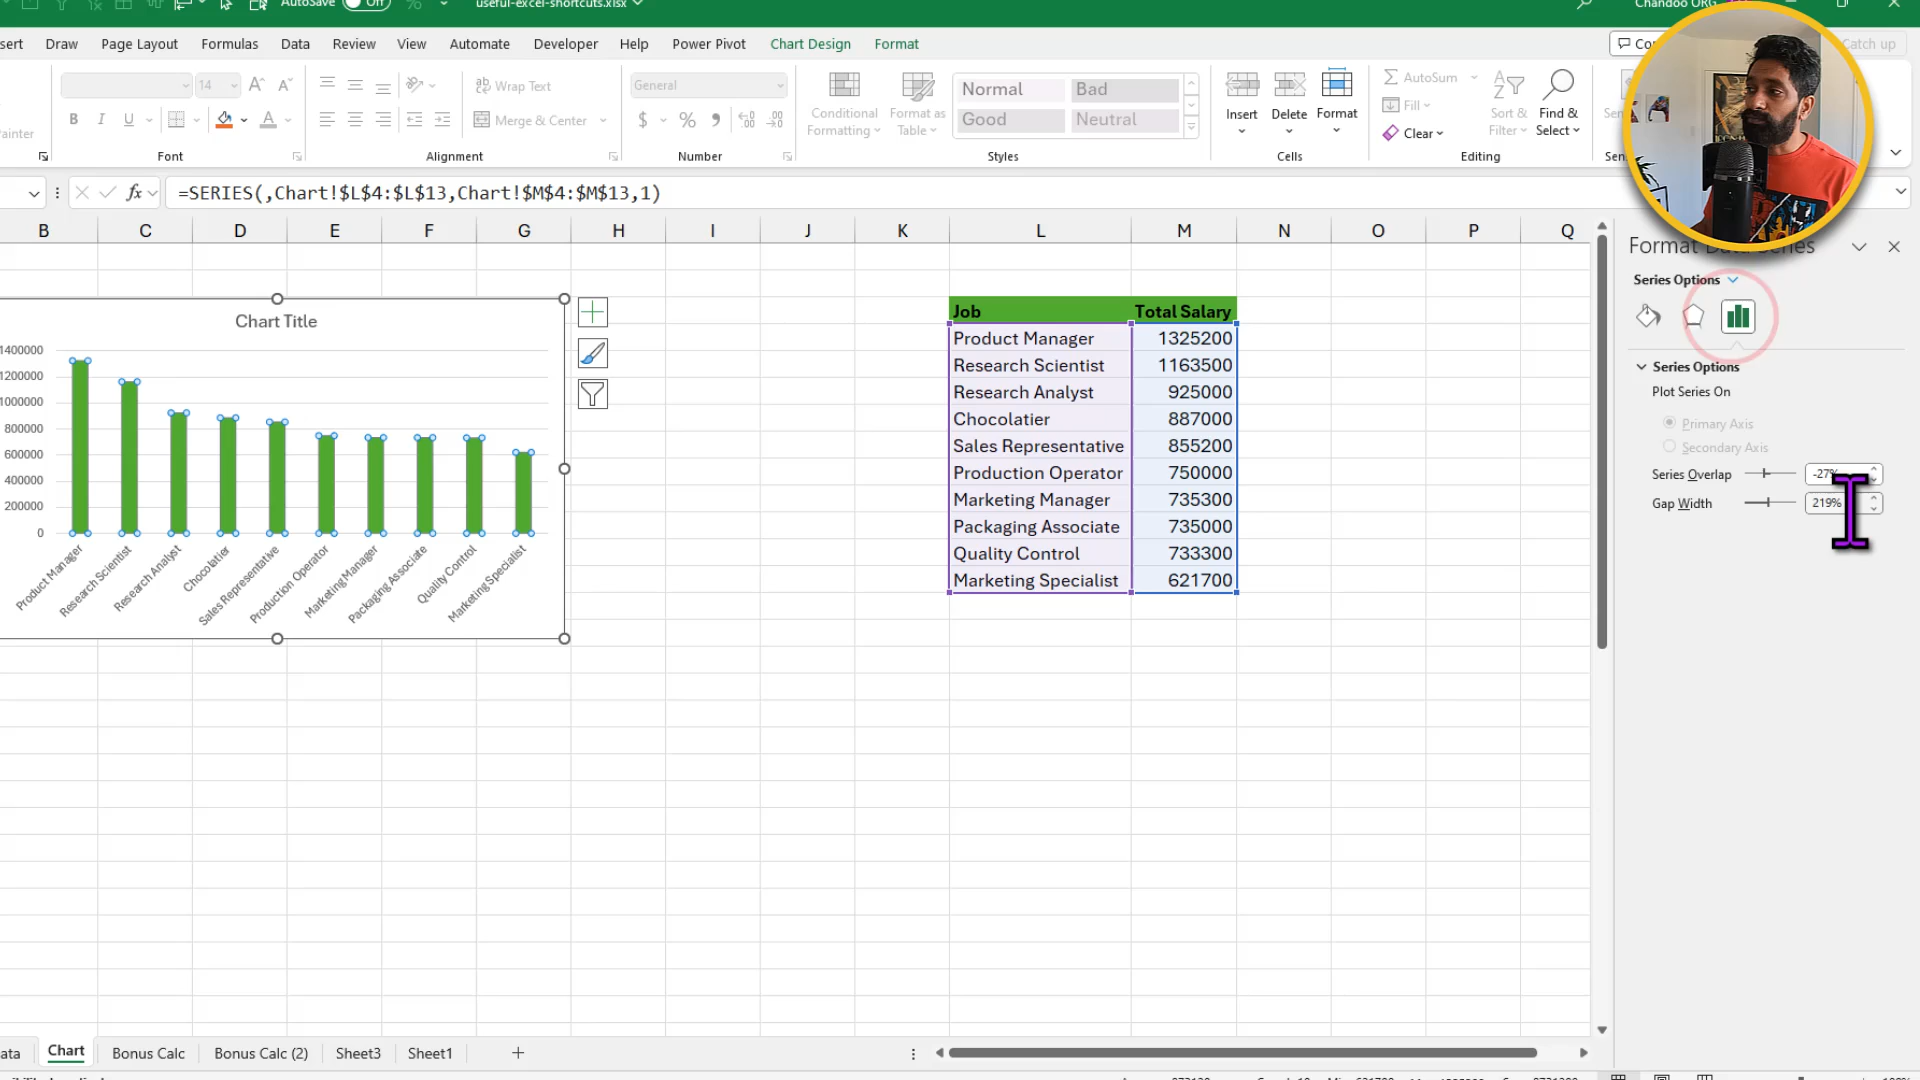 AutoSave Off useful-excel-shortcuts.xlsx Chandoo ORG
sert Draw Page Layout Formulas Data Review View Automate Developer Help Power Pivot Chart Design Format Catch up
14 Wrap Text General
Conditional Formatting Format as Table Normal Bad Insert Delete Format AutoSum Sort & Filter Find & Select
Painter B I U Merge & Center $ % Good Neutral Fill Clear
Font Alignment Number Styles Cells Editing
fx =SERIES(,Chart!$L$4:$L$13,Chart!$M$4:$M$13,1)
B C D E F G H I J K L M N O P Q
Chart Title
1400000
1200000
1000000
800000
600000
400000
200000
0
Product Manager
Research Scientist
Research Analyst
Chocolatier
Sales Representative
Production Operator
Marketing Manager
Packaging Associate
Quality Control
Marketing Specialist
Job Total Salary
Product Manager 1325200
Research Scientist 1163500
Research Analyst 925000
Chocolatier 887000
Sales Representative 855200
Production Operator 750000
Marketing Manager 735300
Packaging Associate 735000
Quality Control 733300
Marketing Specialist 621700
Format Data Series
Series Options
Series Options
Plot Series On
Primary Axis
Secondary Axis
Series Overlap -27%
Gap Width 219%
ata Chart Bonus Calc Bonus Calc (2) Sheet3 Sheet1